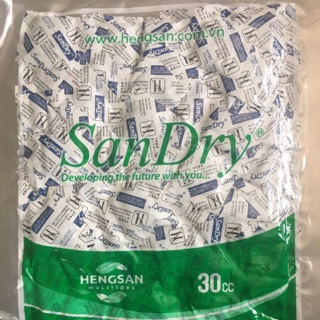 www.hengsan.com.vn
SanDry®
Developing the future with you...
HENGSAN
MULTISORB
30cc